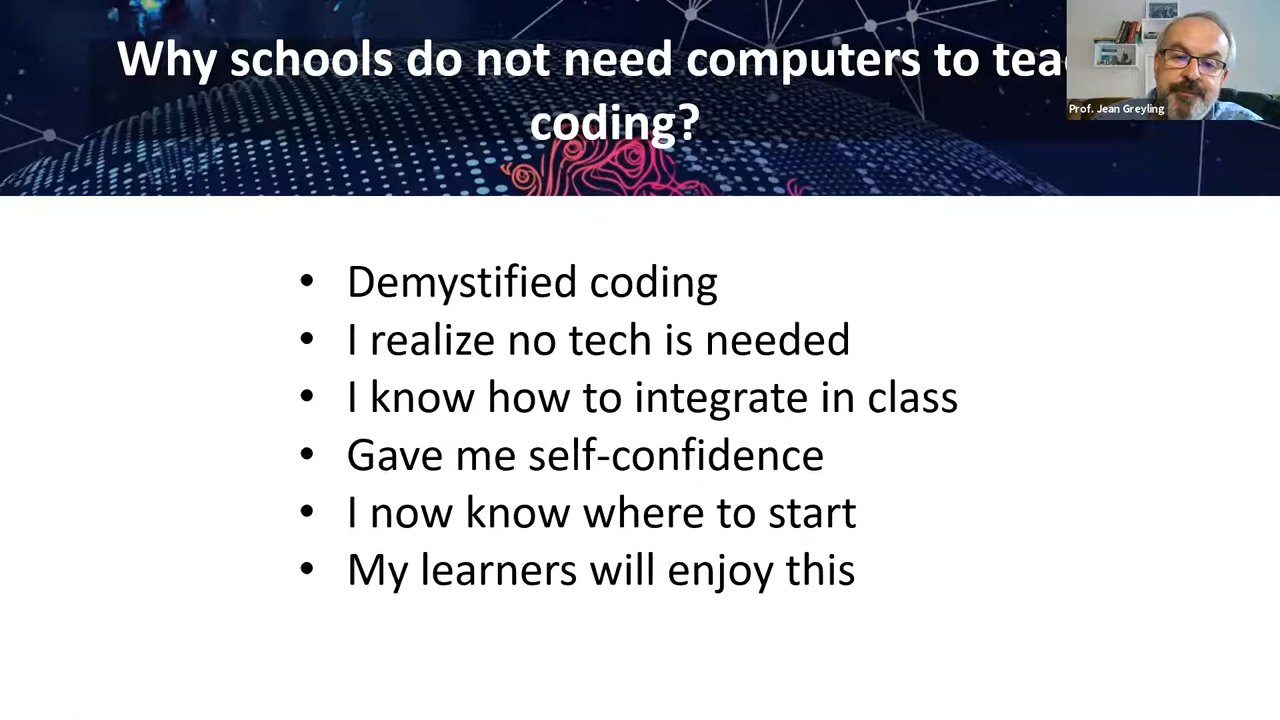 Why schools do not need computers to
coding?
Prof. Jean Greyling
• Demystified coding
• I realize no tech is needed
• I know how to integrate in class
• Gave me self-confidence
• I now know where to start
• My learners will enjoy this